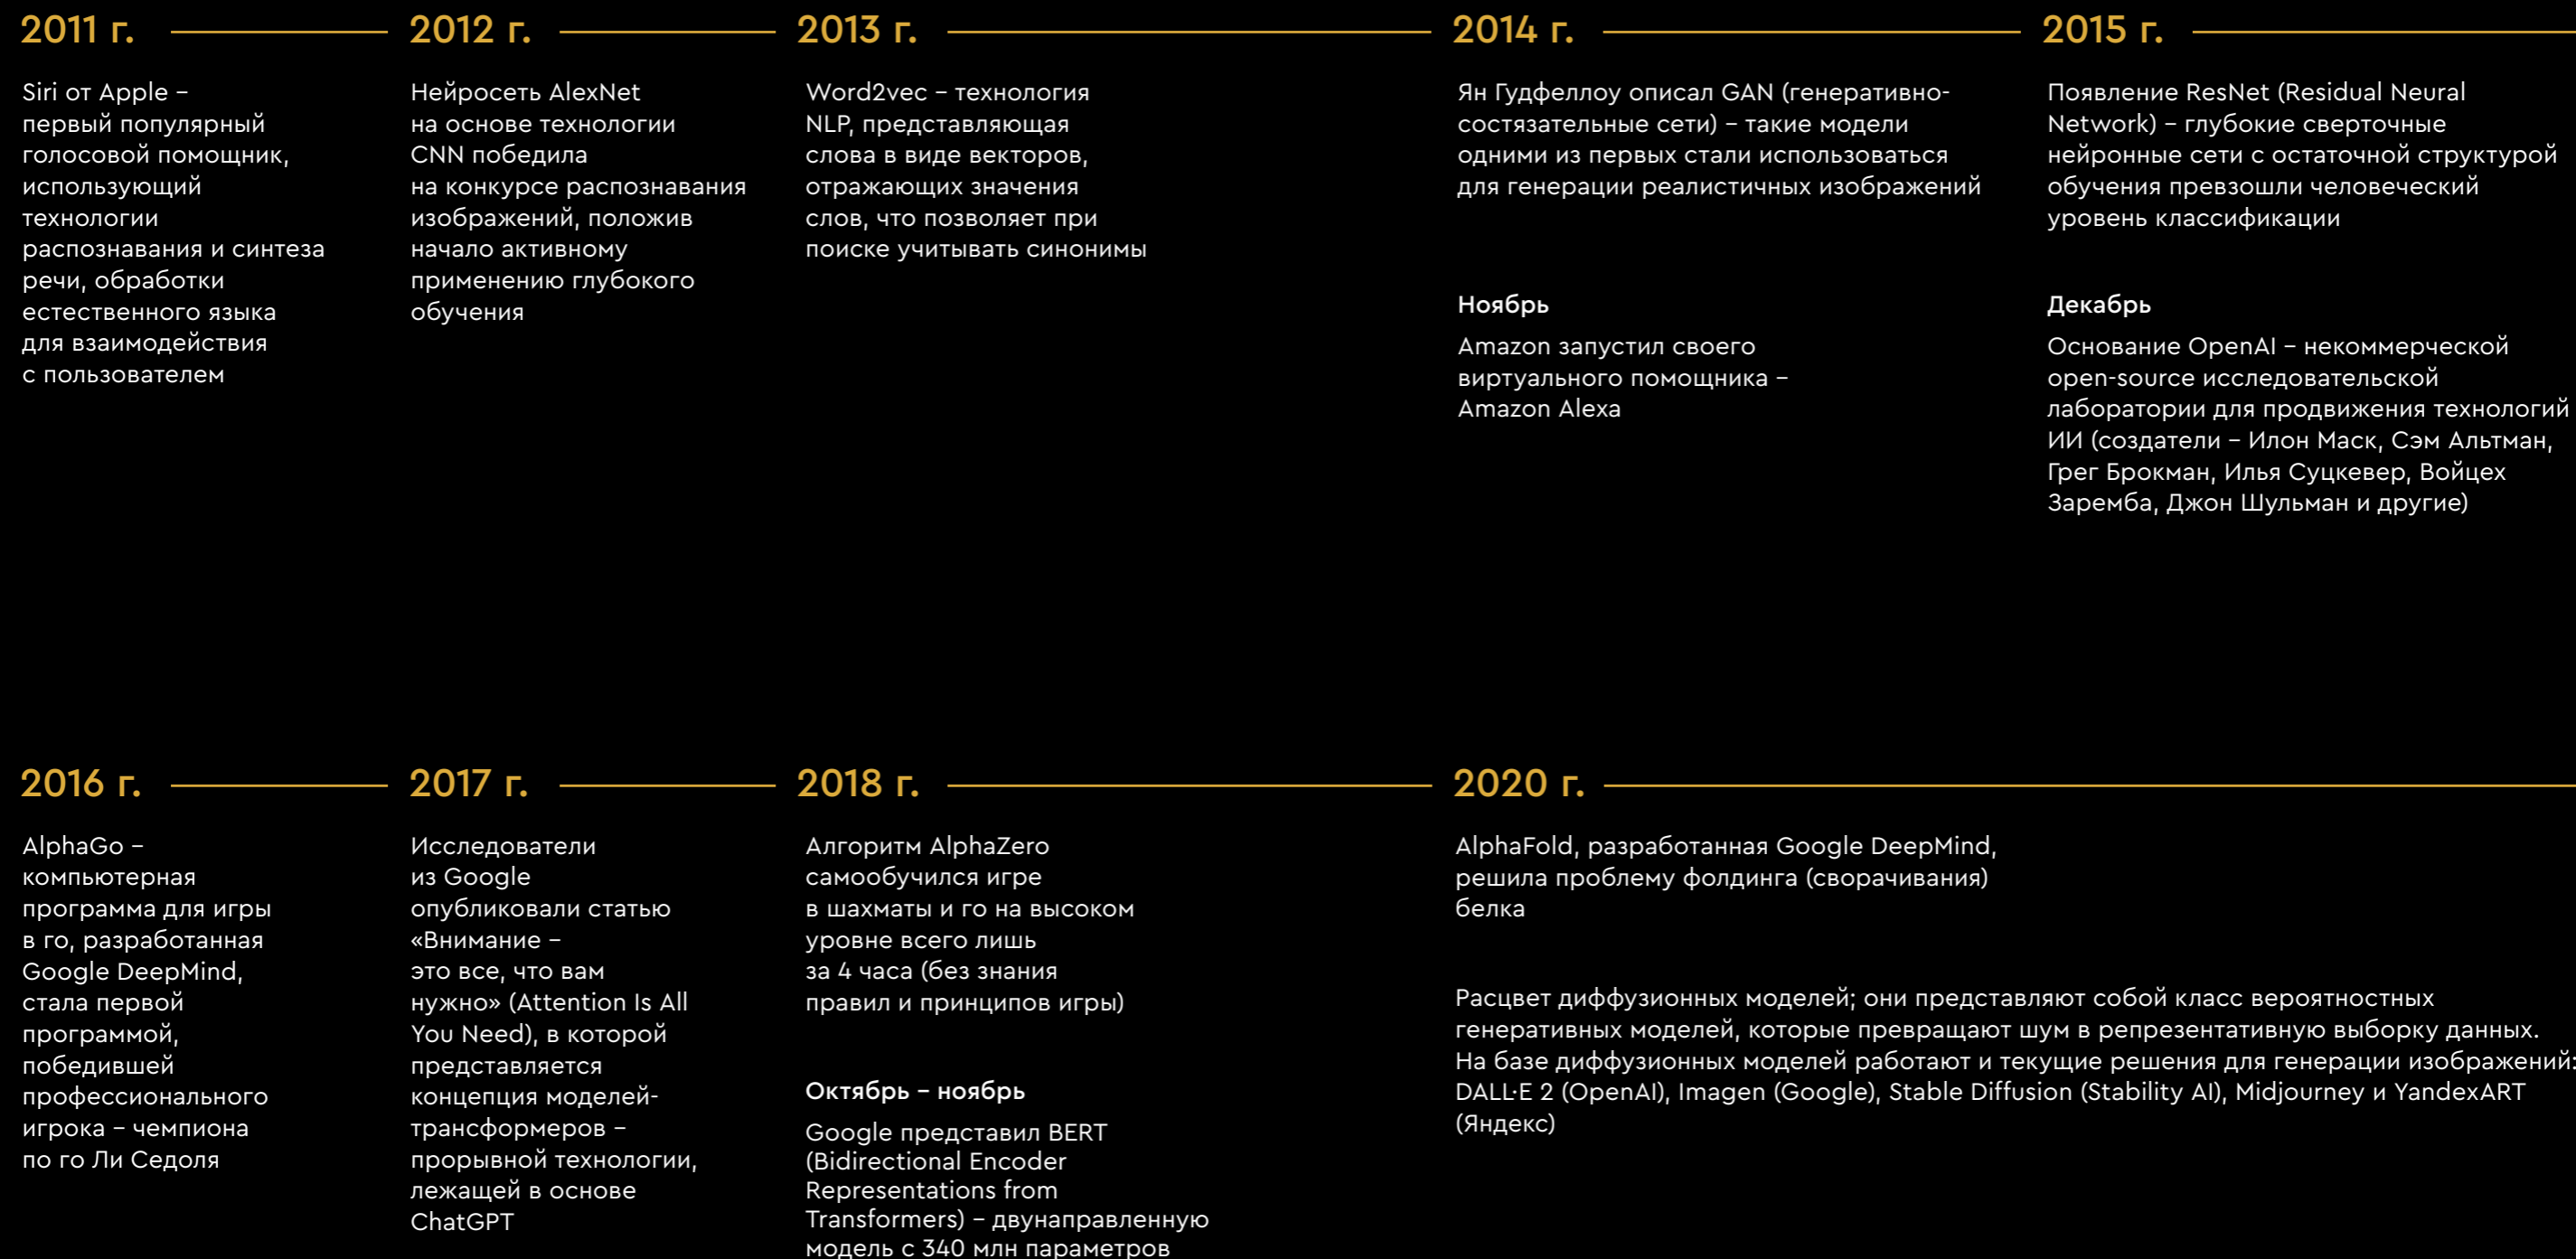 2011 г.
Siri от Apple –
первый популярный
голосовой помощник,
использующий
технологии
распознавания и синтеза
речи, обработки
естественного языка
для взаимодействия
с пользователем
2012 г.
Нейросеть AlexNet
на основе технологии
CNN победила
на конкурсе распознавания
изображений, положив
начало активному
применению глубокого
обучения
2013 г.
Word2vec – технология
NLP, представляющая
слова в виде векторов,
отражающих значения
слов, что позволяет при
поиске учитывать синонимы
2014 г.
Ян Гудфеллоу описал GAN (генеративно-
состязательные сети) – такие модели
одними из первых стали использоваться
для генерации реалистичных изображений
Ноябрь
Amazon запустил своего
виртуального помощника –
Amazon Alexa
2015 г.
Появление ResNet (Residual Neural
Network) – глубокие сверточные
нейронные сети с остаточной структурой
обучения превзошли человеческий
уровень классификации
Декабрь
Основание OpenAI – некоммерческой
open-source исследовательской
лаборатории для продвижения технологий
ИИ (создатели – Илон Маск, Сэм Альтман,
Грег Брокман, Илья Суцкевер, Войцех
Заремба, Джон Шульман и другие)
2016 г.
AlphaGo –
компьютерная
программа для игры
в го, разработанная
Google DeepMind,
стала первой
программой,
победившей
профессионального
игрока – чемпиона
по го Ли Седоля
2017 г.
Исследователи
из Google
опубликовали статью
«Внимание –
это все, что вам
нужно» (Attention Is All
You Need), в которой
представляется
концепция моделей-
трансформеров –
прорывной технологии,
лежащей в основе
ChatGPT
2018 г.
Алгоритм AlphaZero
самообучился игре
в шахматы и го на высоком
уровне всего лишь
за 4 часа (без знания
правил и принципов игры)
Октябрь – ноябрь
Google представил BERT
(Bidirectional Encoder
Representations from
Transformers) – двунаправленную
модель с 340 млн параметров
2020 г.
AlphaFold, разработанная Google DeepMind,
решила проблему фолдинга (сворачивания)
белка
Расцвет диффузионных моделей; они представляют собой класс вероятностных
генеративных моделей, которые превращают шум в репрезентативную выборку данных.
На базе диффузионных моделей работают и текущие решения для генерации изображений:
DALL·E 2 (OpenAI), Imagen (Google), Stable Diffusion (Stability AI), Midjourney и YandexART
(Яндекс)